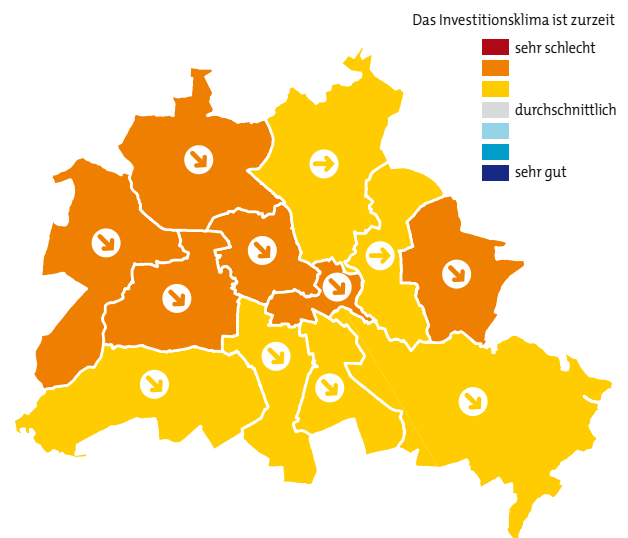 Das Investitionsklima ist zurzeit
sehr schlecht
durchschnittlich
sehr gut